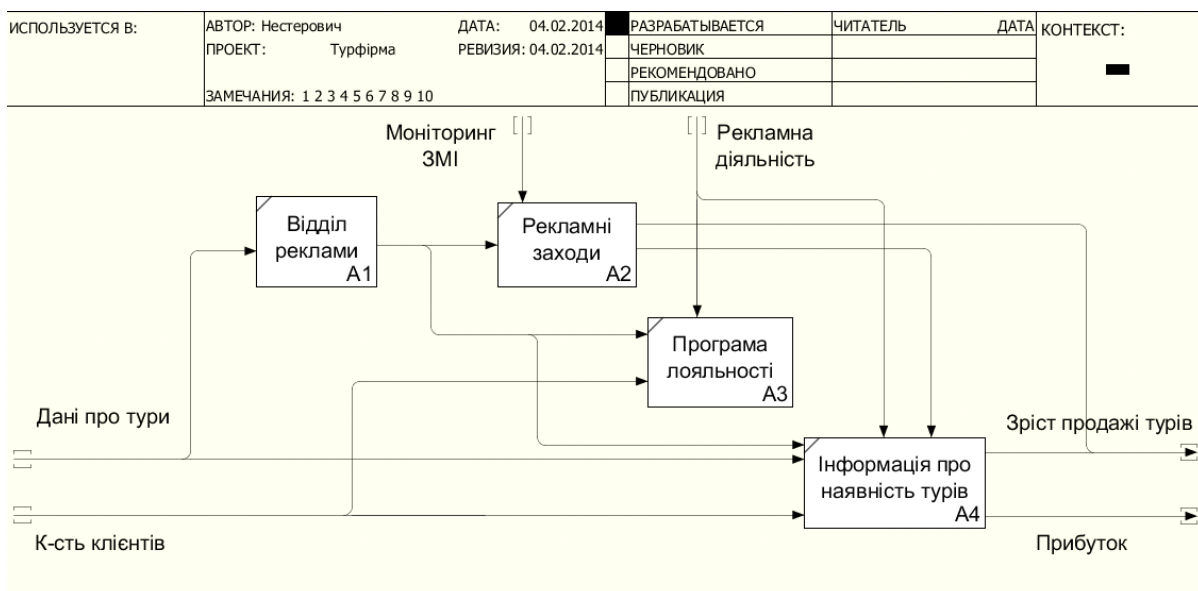 ИСПОЛЬЗУЕТСЯ В:
АВТОР: Нестерович
ДАТА: 04.02.2014
РАЗРАБАТЫВАЕТСЯ
ЧИТАТЕЛЬ
ДАТА
КОНТЕКСТ:
ПРОЕКТ: Турфірма
РЕВИЗИЯ: 04.02.2014
ЧЕРНОВИК
РЕКОМЕНДОВАНО
ЗАМЕЧАНИЯ: 1 2 3 4 5 6 7 8 9 10
ПУБЛИКАЦИЯ
Моніторинг
ЗМІ
Рекламна
діяльність
Відділ
реклами
A1
Рекламні
заходи
A2
Програма
лояльності
A3
Дані про тури
Зріст продажі турів
Інформація про
наявність турів
A4
К-сть клієнтів
Прибуток